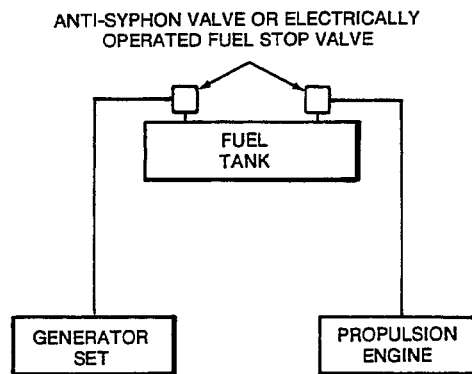 ANTI-SYPHON VALVE OR ELECTRICALLY
OPERATED FUEL STOP VALVE
FUEL
TANK
GENERATOR
SET
PROPULSION
ENGINE